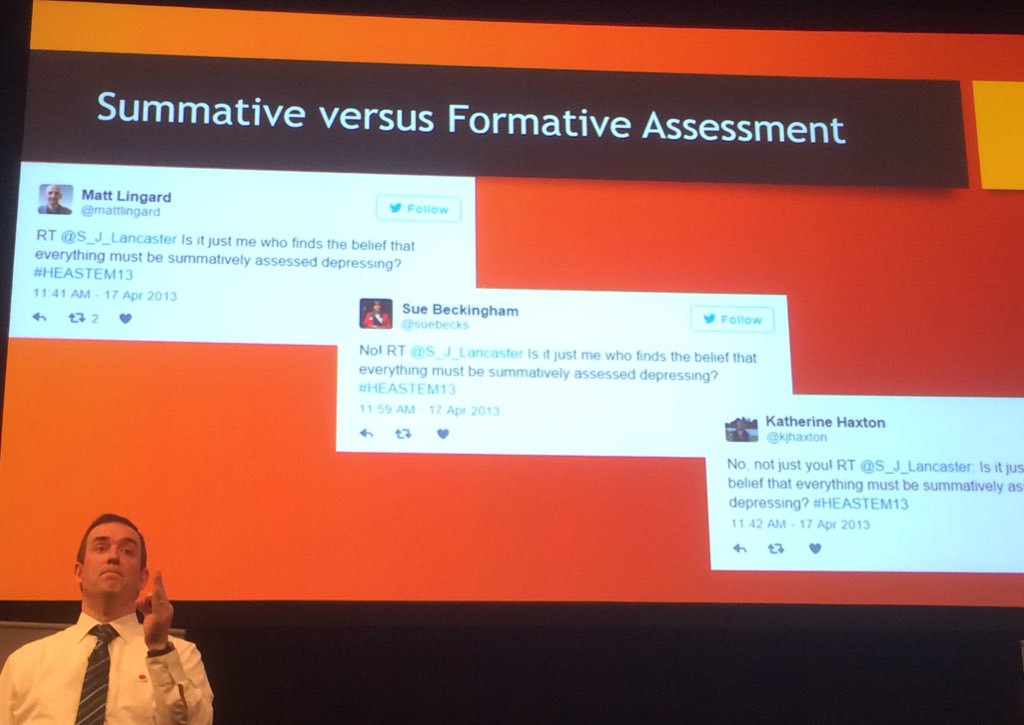 Summative versus Formative Assessment
Matt Lingard
@mattlingard
Follow
RT @S_J_Lancaster Is it just me who finds the belief that
everything must be summatively assessed depressing?
#HEASTEM13
11:41 AM - 17 Apr 2013
2
Sue Beckingham
@suebecks
Follow
No! RT @S_J_Lancaster Is it just me who finds the belief that
everything must be summatively assessed depressing?
#HEASTEM13
11:59 AM - 17 Apr 2013
Katherine Haxton
@kjhaxton
No, not just you! RT @S_J_Lancaster: Is it jus
belief that everything must be summatively as
depressing? #HEASTEM13
11:42 AM - 17 Apr 2013